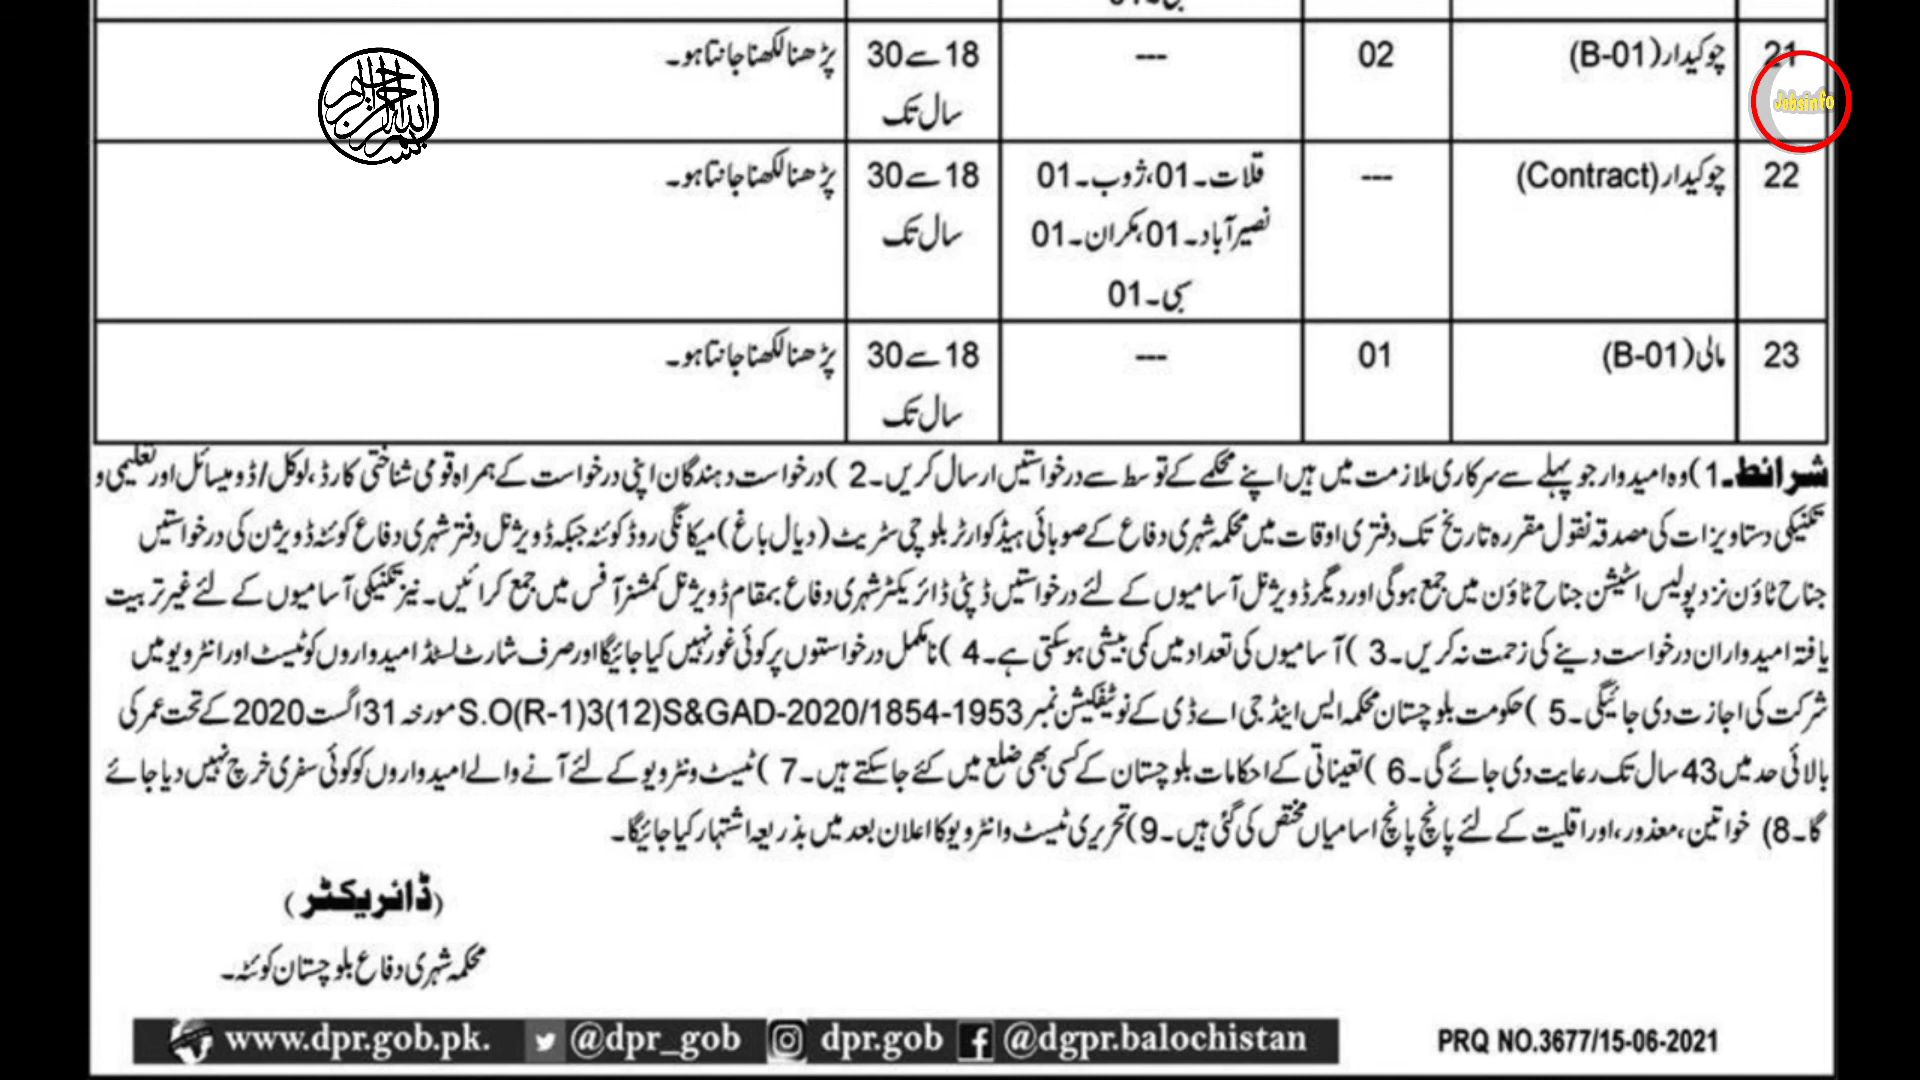 21 چوکیدار (B-01) 02 --- 18 سے 30 پڑھنا لکھنا جانتا ہو۔
سال تک
Jobsinfo
22 چوکیدار (Contract) --- قلات۔01، ژوب۔01 18 سے 30 پڑھنا لکھنا جانتا ہو۔
نصیر آباد۔01، مکران۔01 سال تک
سبی۔01
23 مالی (B-01) 01 --- 18 سے 30 پڑھنا لکھنا جانتا ہو۔
سال تک
شرائط۔1) وہ امیدوار جو پہلے سے سرکاری ملازمت میں ہیں اپنے محکمے کے توسط سے درخواستیں ارسال کریں۔2) درخواست دہندگان اپنی درخواست کے ہمراہ قومی شناختی کارڈ، لوکل/ڈومیسائل اور تعلیمی و
تکنیکی دستاویزات کی مصدقہ نقول مقررہ تاریخ تک دفتری اوقات میں محکمہ شہری دفاع کے صوبائی ہیڈکوارٹر بلوچی سٹریٹ (دیال باغ) میکانگی روڈ کوئٹہ جبکہ ڈویژنل دفتر شہری دفاع کوئٹہ ڈویژن کی درخواستیں
جناح ٹاؤن نزد پولیس اسٹیشن جناح ٹاؤن میں جمع ہوگی اور دیگر ڈویژنل آسامیوں کے لئے درخواستیں ڈپٹی ڈائریکٹر شہری دفاع بمقام ڈویژنل کمشنر آفس میں جمع کرائیں۔ نیز تکنیکی آسامیوں کے لئے غیر تربیت
یافتہ امیدواران درخواست دینے کی زحمت نہ کریں۔3) آسامیوں کی تعداد میں کمی بیشی ہوسکتی ہے۔4) نامکمل درخواستوں پر کوئی غور نہیں کیا جائیگا اور صرف شارٹ لسٹڈ امیدواروں کو ٹیسٹ اور انٹرویو میں
شرکت کی اجازت دی جائیگی۔5) حکومت بلوچستان محکمہ ایس اینڈ جی اے ڈی کے نوٹیفکیشن نمبر S.O(R-1)3(12)S&GAD-2020/1854-1953 مورخہ 31 اگست 2020 کے تحت عمر کی
بالائی حد میں 43 سال تک رعایت دی جائے گی۔6) تعیناتی کے احکامات بلوچستان کے کسی بھی ضلع میں کئے جاسکتے ہیں۔7) ٹیسٹ ونٹرویو کے لئے آنے والے امیدواروں کو کوئی سفری خرچ نہیں دیا جائے
گا۔8) خواتین، معذور، اور اقلیت کے لئے پانچ پانچ اسامیاں مختص کی گئی ہیں۔9) تحریری ٹیسٹ وانٹرویو کا اعلان بعد میں بذریعہ اشتہار کیا جائیگا۔
(ڈائریکٹر)
محکمہ شہری دفاع بلوچستان کوئٹہ۔
www.dpr.gob.pk. @dpr_gob dpr.gob @dgpr.balochistan PRQ NO.3677/15-06-2021